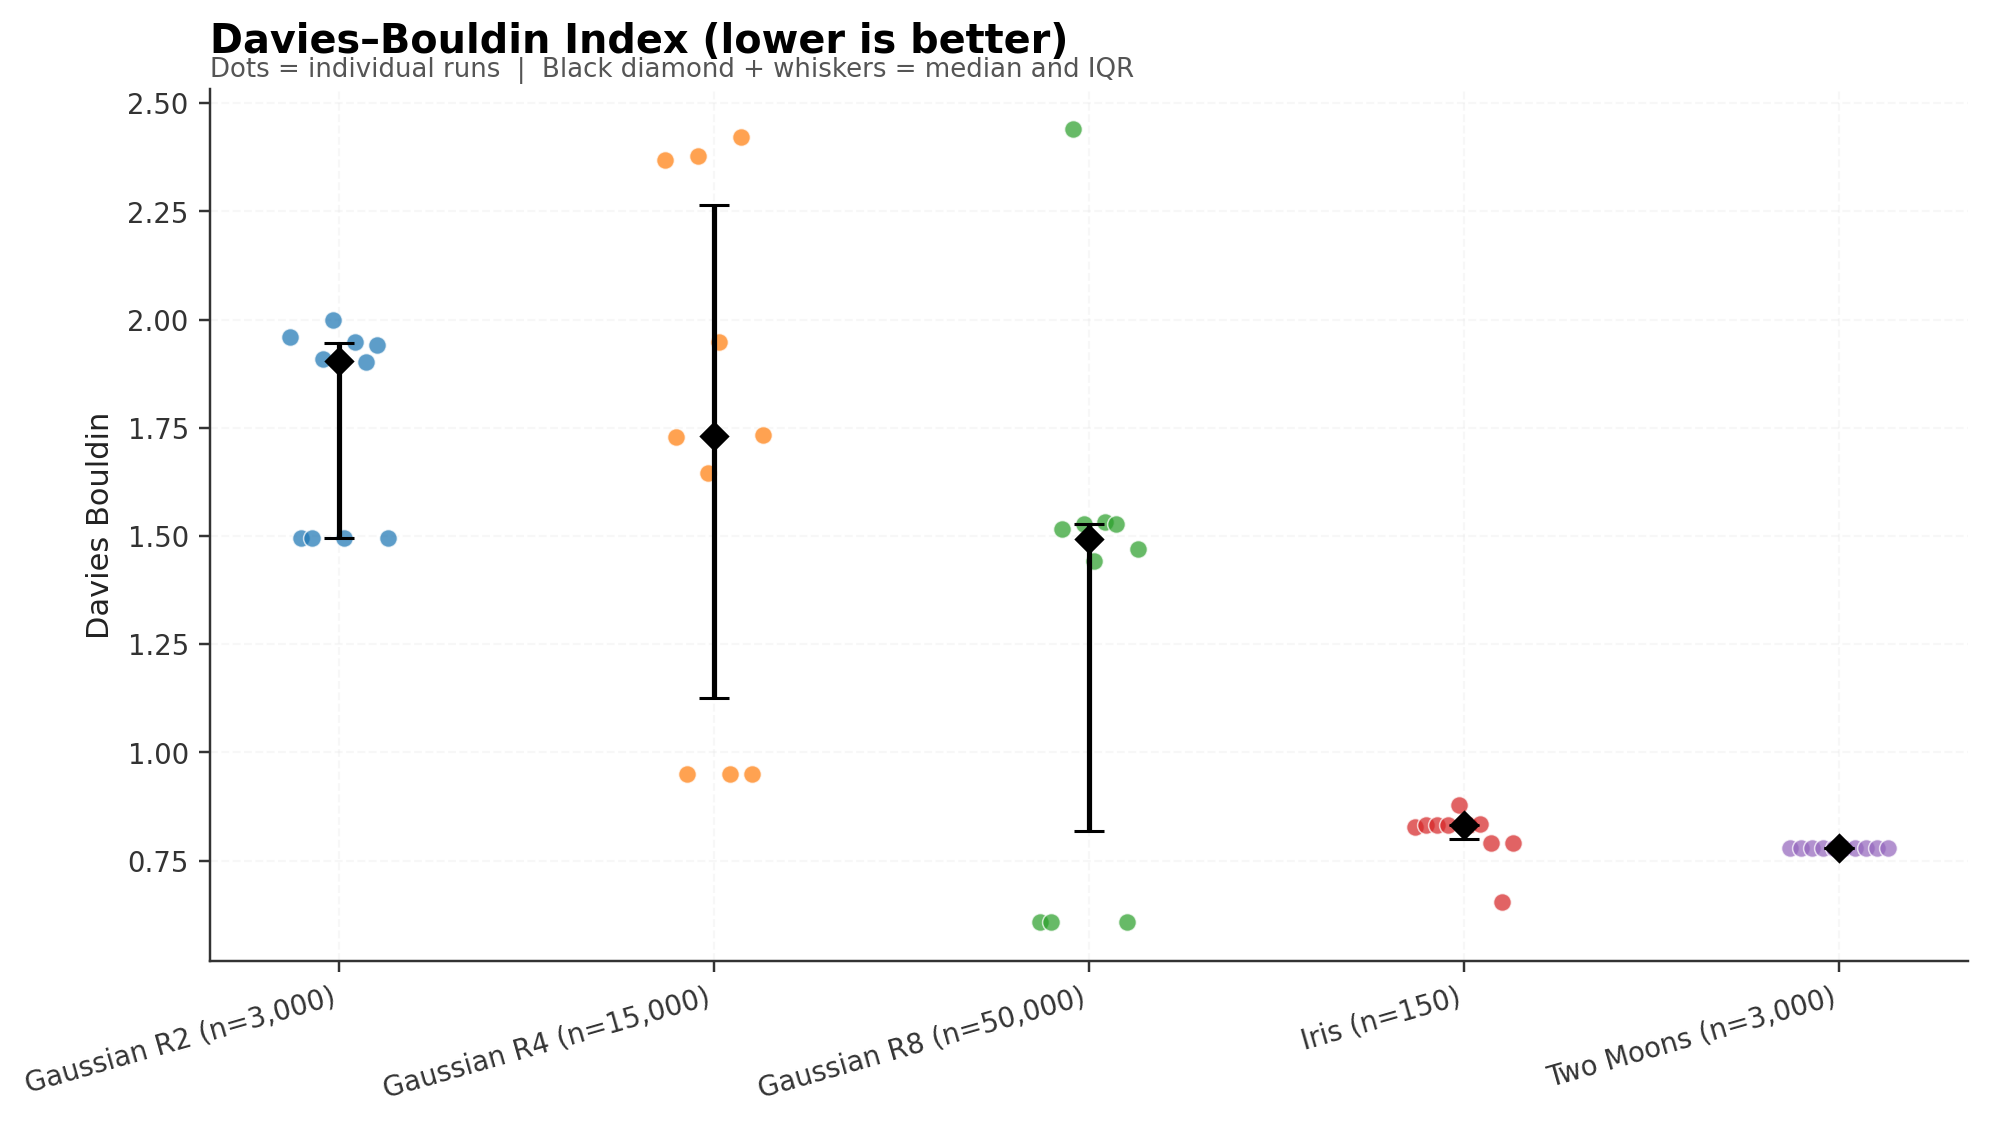 Davies–Bouldin Index (lower is better)
Dots = individual runs | Black diamond + whiskers = median and IQR
Davies Bouldin
2.50
2.25
2.00
1.75
1.50
1.25
1.00
0.75
Gaussian R2 (n=3,000)
Gaussian R4 (n=15,000)
Gaussian R8 (n=50,000)
Iris (n=150)
Two Moons (n=3,000)